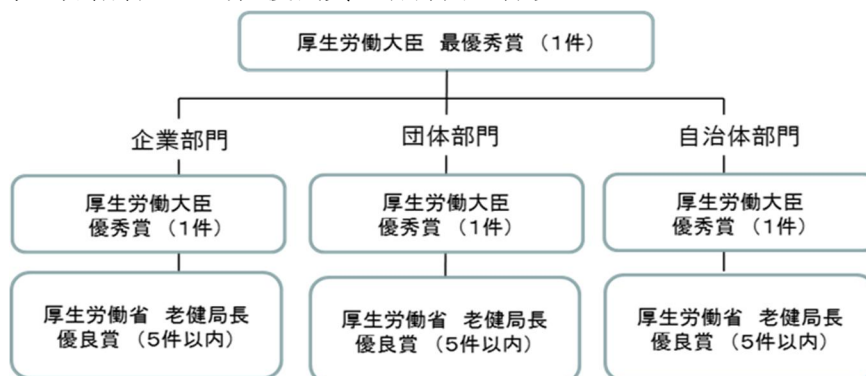 厚生労働大臣 最優秀賞 （1件）
企業部門
団体部門
自治体部門
厚生労働大臣
優秀賞 （1件）
厚生労働大臣
優秀賞 （1件）
厚生労働大臣
優秀賞 （1件）
厚生労働省 老健局長
優良賞 （5件以内）
厚生労働省 老健局長
優良賞 （5件以内）
厚生労働省 老健局長
優良賞 （5件以内）